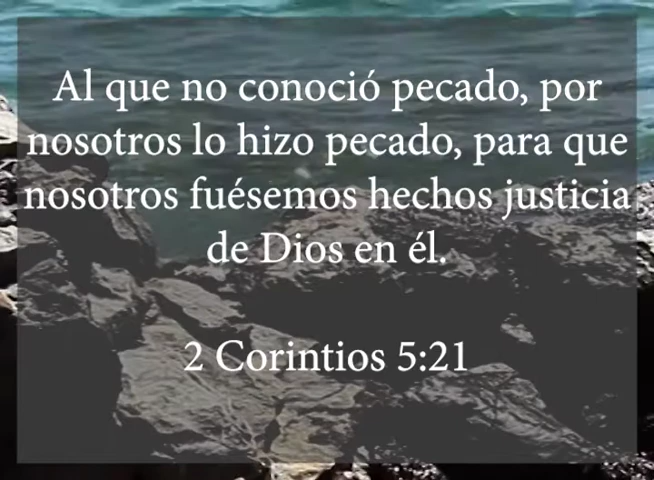 Al que no conoció pecado, por
nosotros lo hizo pecado, para que
nosotros fuésemos hechos justicia
de Dios en él.
2 Corintios 5:21